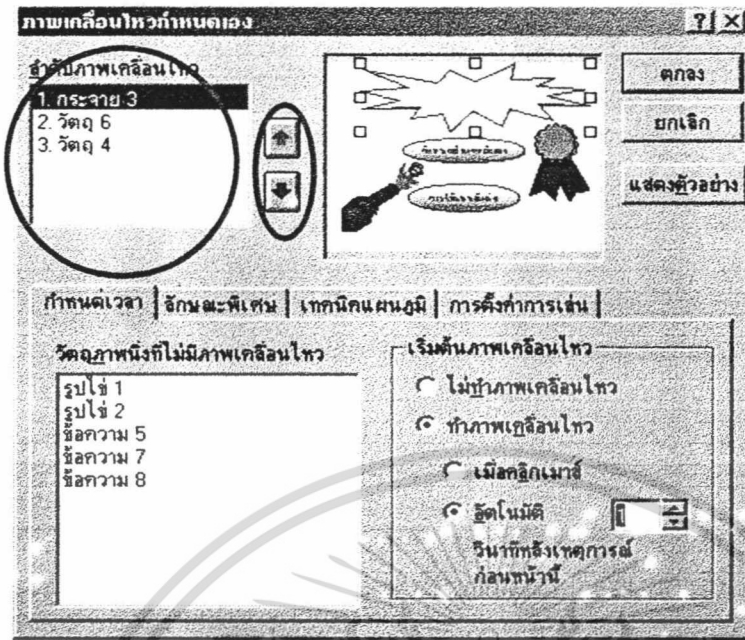 ภาพเคลื่อนไหวกำหนดเอง
ลำดับภาพเคลื่อนไหว
1. กระจาย 3
2. วัตถุ 6
3. วัตถุ 4
ตกลง
ยกเลิก
แสดงตัวอย่าง
กำหนดเวลา
ลักษณะพิเศษ
เทคนิคแผนภูมิ
การตั้งค่าการเล่น
วัตถุภาพนิ่งที่ไม่มีภาพเคลื่อนไหว
รูปไข่ 1
รูปไข่ 2
ข้อความ 5
ข้อความ 7
ข้อความ 8
เริ่มต้นภาพเคลื่อนไหว
ไม่ทำภาพเคลื่อนไหว
ทำภาพเคลื่อนไหว
เมื่อคลิกเมาส์
อัตโนมัติ
วินาทีหลังเหตุการณ์
ก่อนหน้านี้